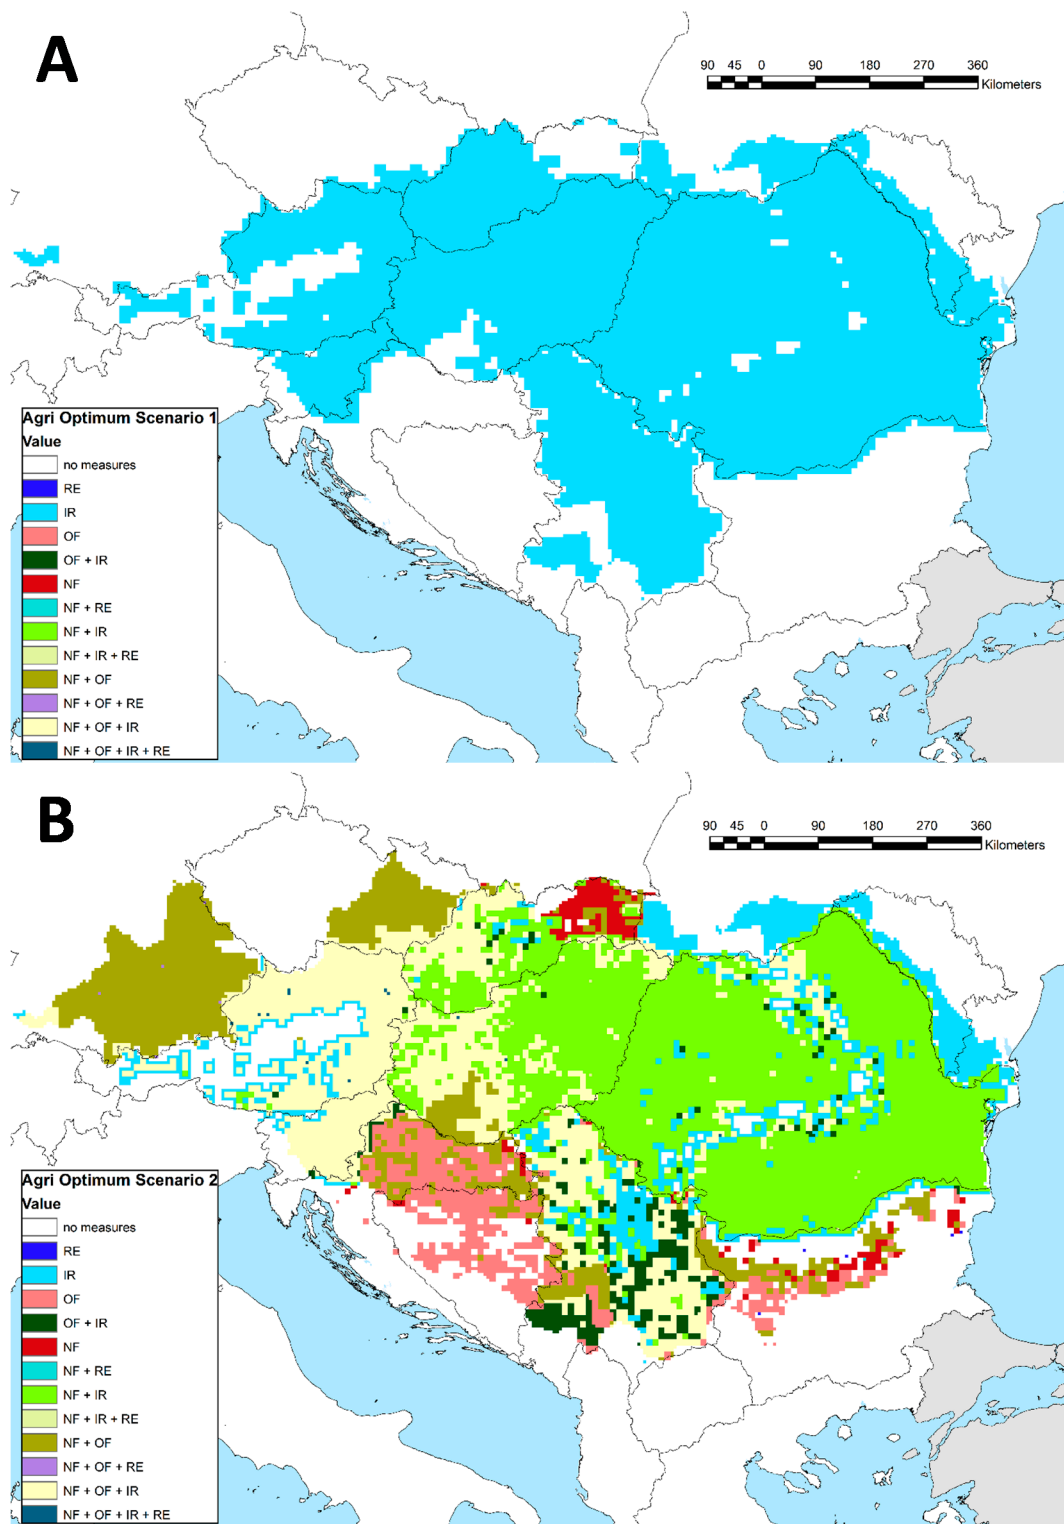 A
90 45 0 90 180 270 360
Kilometers
Agri Optimum Scenario 1
Value
no measures
RE
IR
OF
OF + IR
NF
NF + RE
NF + IR
NF + IR + RE
NF + OF
NF + OF + RE
NF + OF + IR
NF + OF + IR + RE
B
90 45 0 90 180 270 360
Kilometers
Agri Optimum Scenario 2
Value
no measures
RE
IR
OF
OF + IR
NF
NF + RE
NF + IR
NF + IR + RE
NF + OF
NF + OF + RE
NF + OF + IR
NF + OF + IR + RE